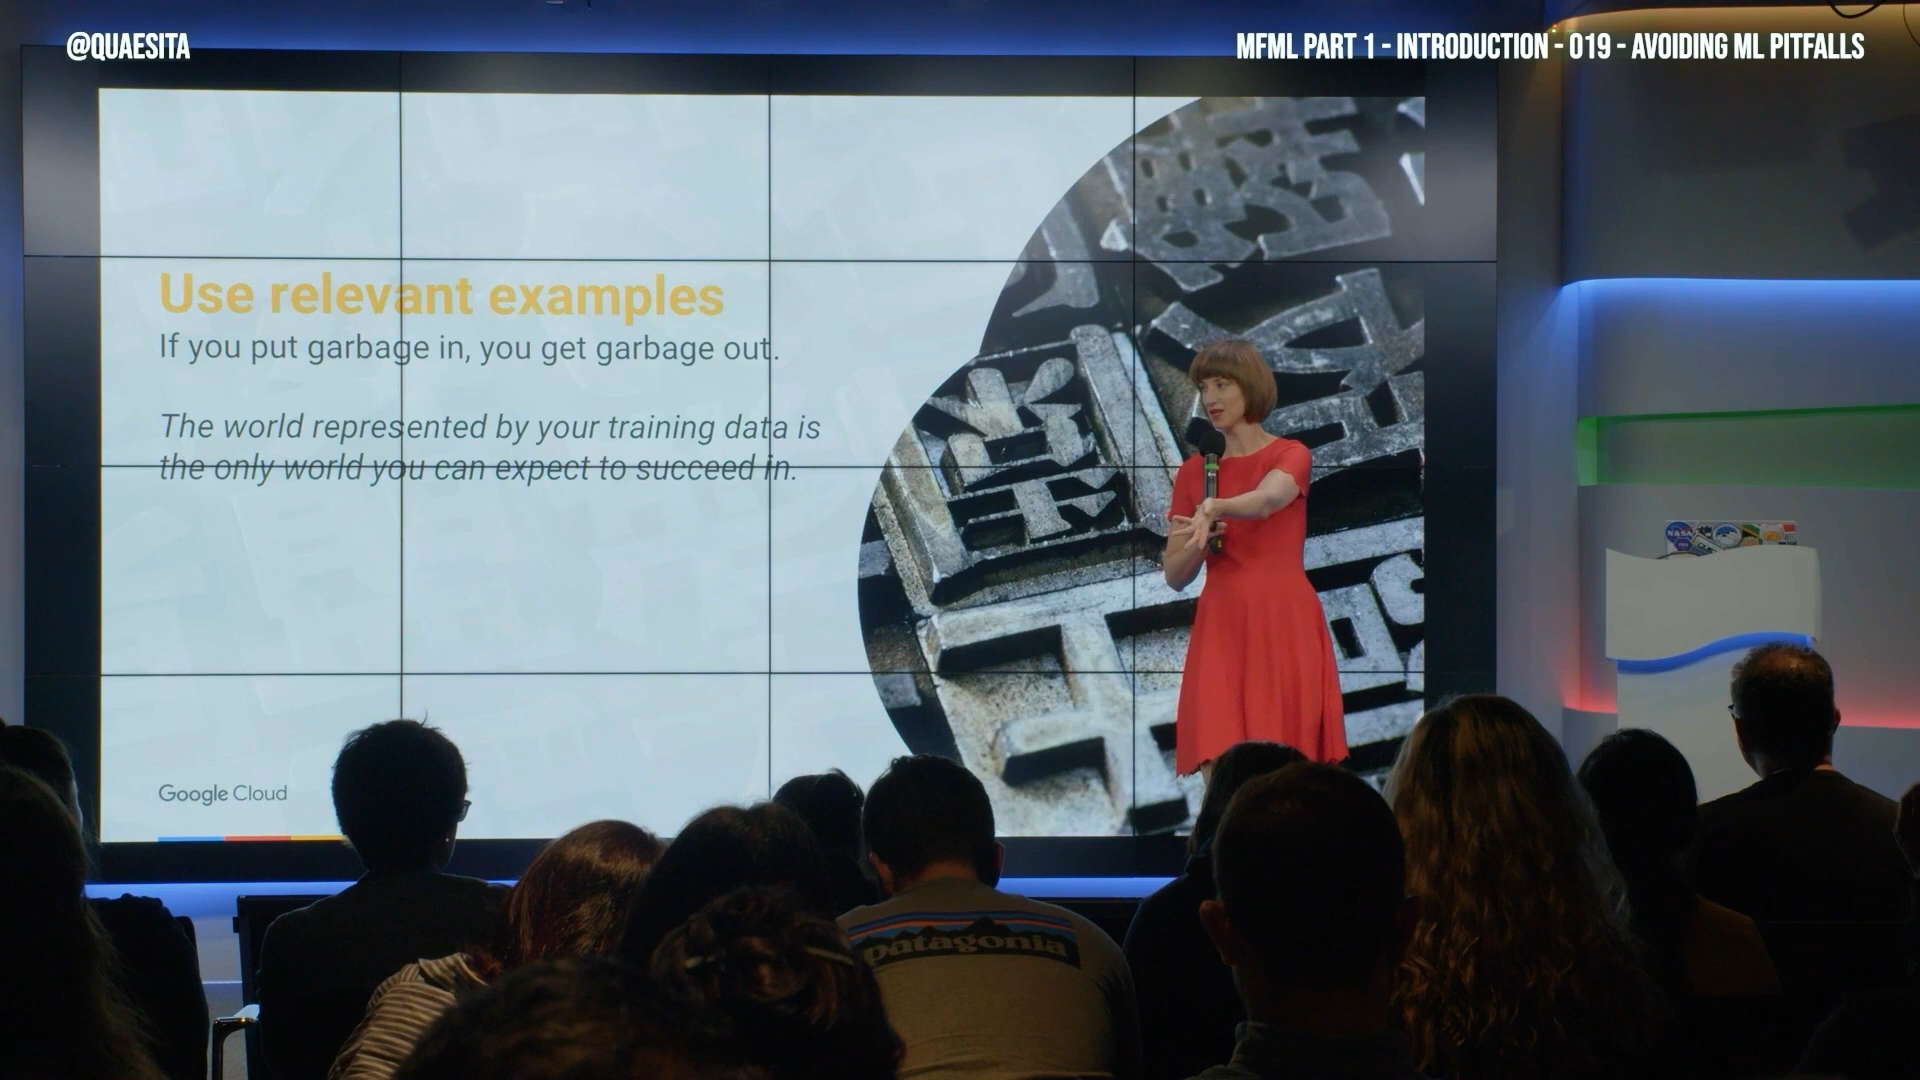 @QUAESITA
MFML PART 1 - INTRODUCTION - 019 - AVOIDING ML PITFALLS
Use relevant examples
If you put garbage in, you get garbage out.
The world represented by your training data is
the only world you can expect to succeed in.
Google Cloud
NASA
patagonia